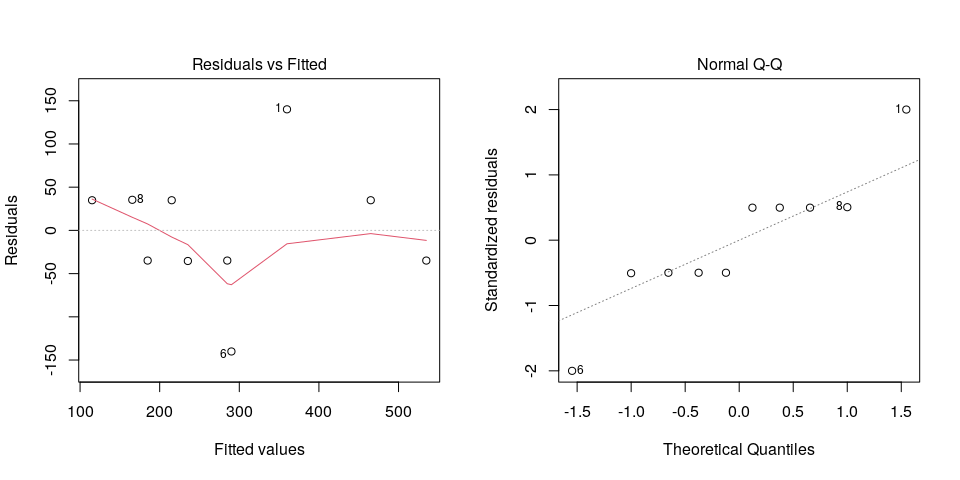 Residuals vs Fitted
Residuals
150
100
50
0
-50
-150
1
8
6
100 200 300 400 500
Fitted values
Normal Q-Q
Standardized residuals
2
1
0
-1
-2
1
8
6
-1.5 -1.0 -0.5 0.0 0.5 1.0 1.5
Theoretical Quantiles